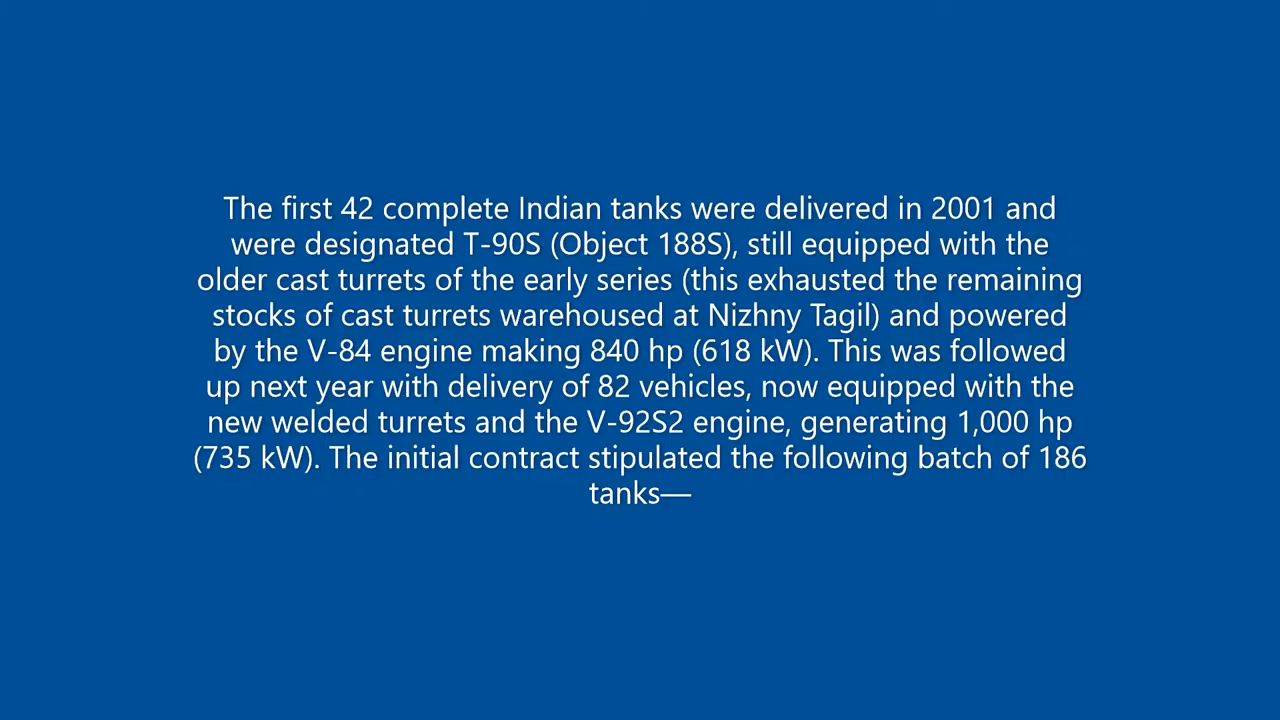 The first 42 complete Indian tanks were delivered in 2001 and
were designated T-90S (Object 188S), still equipped with the
older cast turrets of the early series (this exhausted the remaining
stocks of cast turrets warehoused at Nizhny Tagil) and powered
by the V-84 engine making 840 hp (618 kW). This was followed
up next year with delivery of 82 vehicles, now equipped with the
new welded turrets and the V-92S2 engine, generating 1,000 hp
(735 kW). The initial contract stipulated the following batch of 186
tanks—